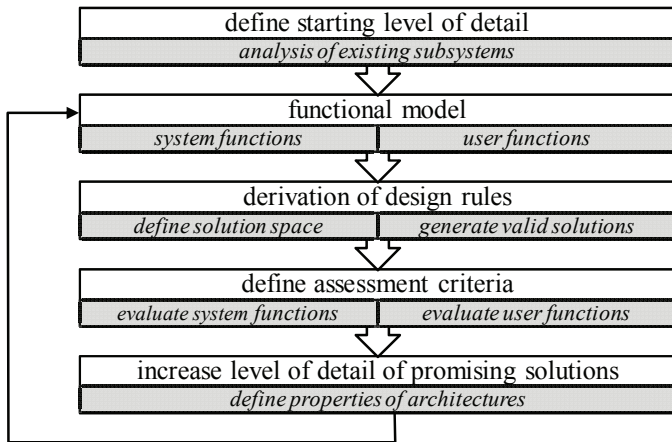 define starting level of detail
analysis of existing subsystems
functional model
system functions user functions
derivation of design rules
define solution space generate valid solutions
define assessment criteria
evaluate system functions evaluate user functions
increase level of detail of promising solutions
define properties of architectures